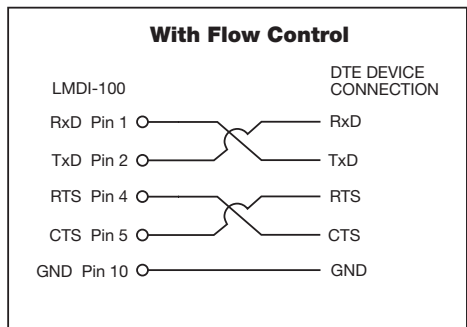 With Flow Control
LMDI-100
DTE DEVICE
CONNECTION
RxD Pin 1
RxD
TxD Pin 2
TxD
RTS Pin 4
RTS
CTS Pin 5
CTS
GND Pin 10
GND